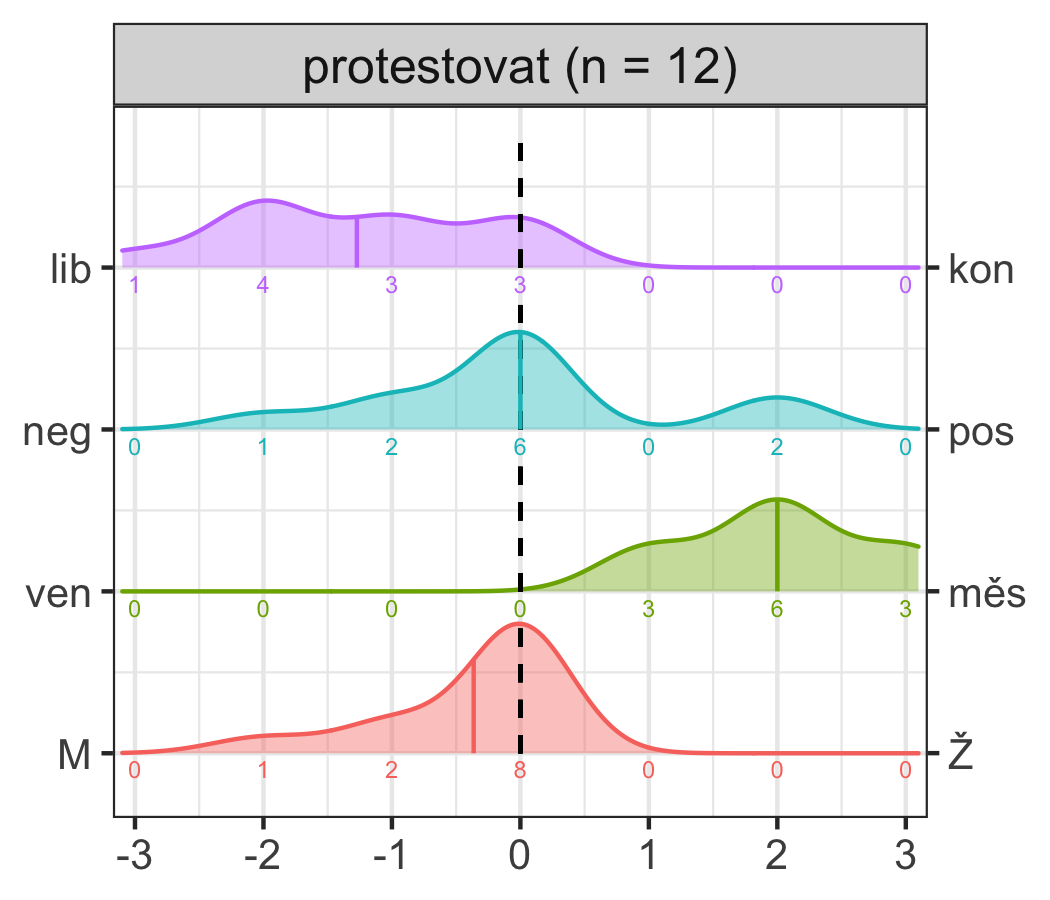 protestovat (n = 12)
lib kon
1 4 3 3 0 0 0
neg pos
0 1 2 6 0 2 0
ven měs
0 0 0 0 3 6 3
M Ž
0 1 2 8 0 0 0
-3 -2 -1 0 1 2 3